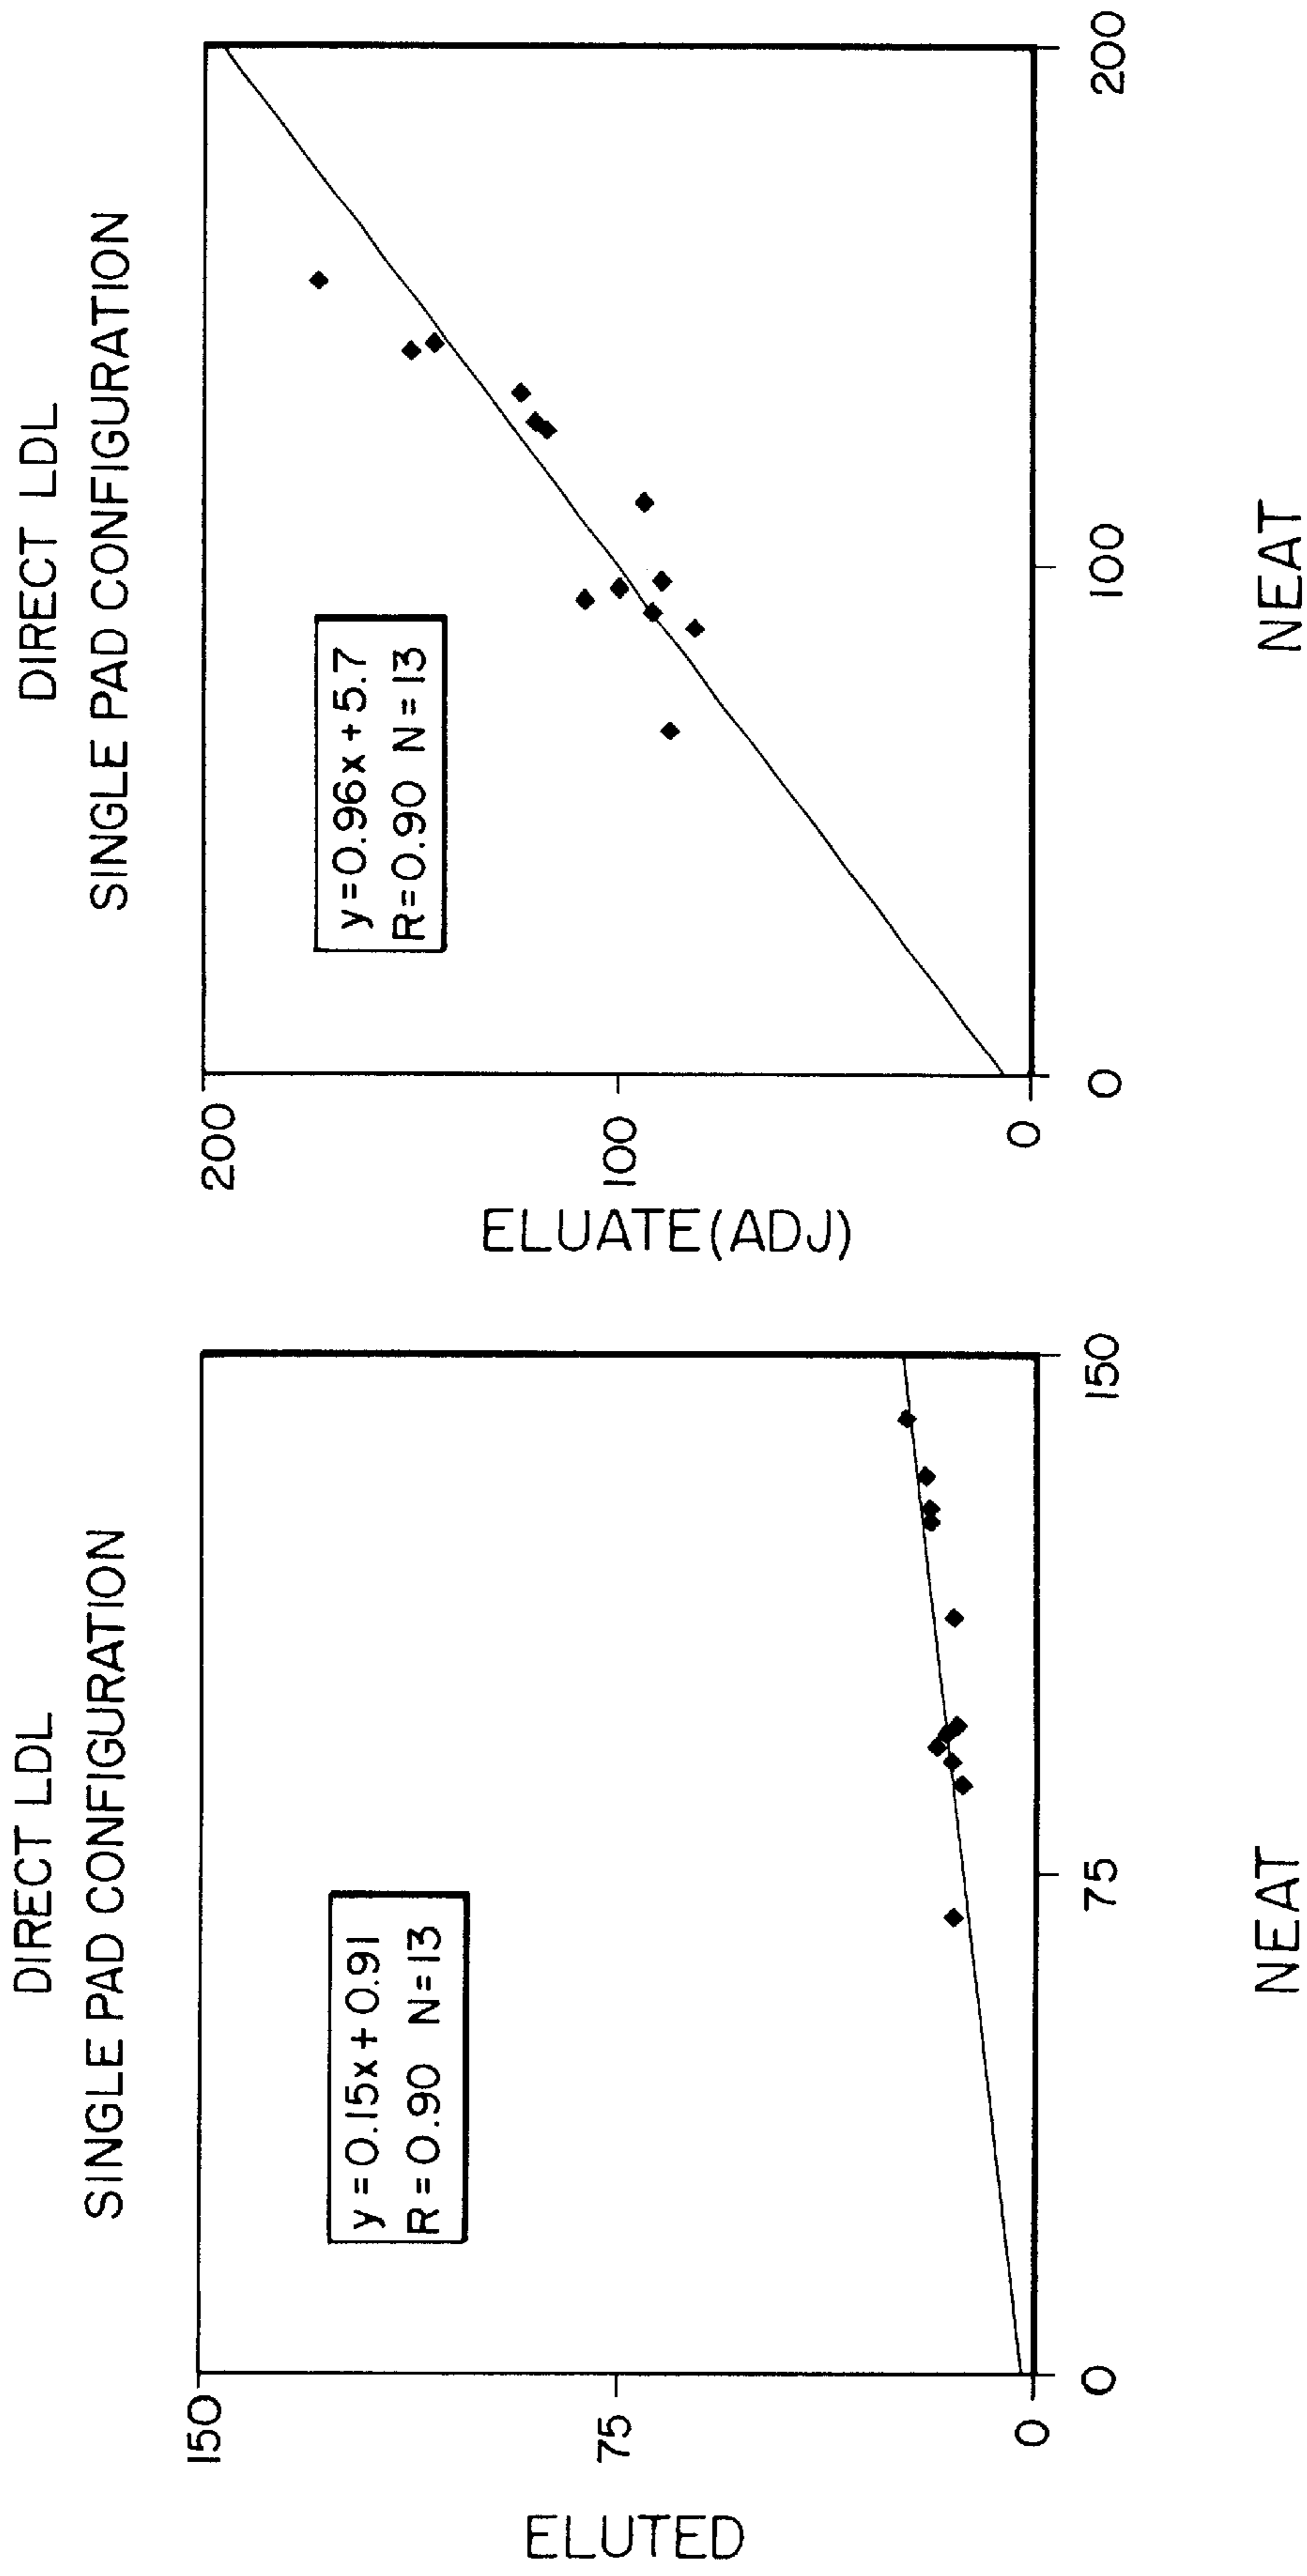 DIRECT LDL
SINGLE PAD CONFIGURATION
y=0.15x+0.91
R=0.90 N=13
150
75
0
ELUTED
0
75
150
NEAT
DIRECT LDL
SINGLE PAD CONFIGURATION
y=0.96x+5.7
R=0.90 N=13
200
100
0
ELUATE(ADJ)
0
100
200
NEAT